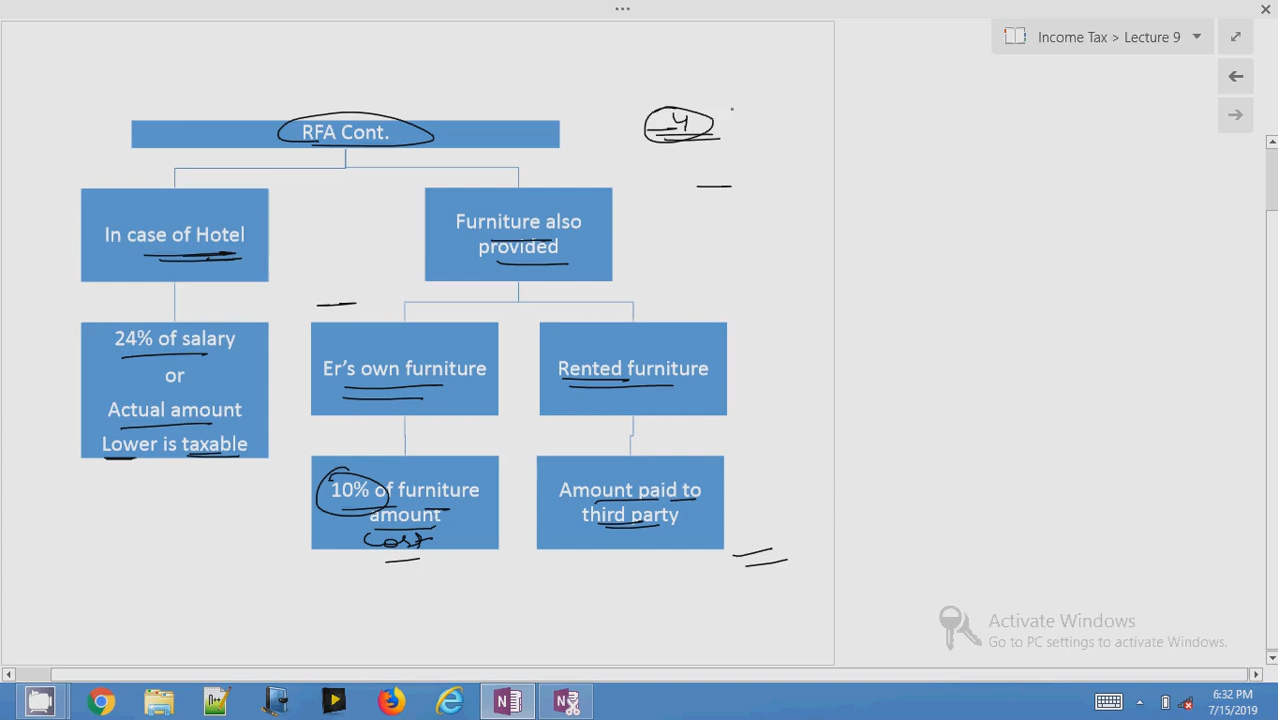 Income Tax > Lecture 9
RFA Cont.
4
In case of Hotel
Furniture also
provided
24% of salary
or
Actual amount
Lower is taxable
Er's own furniture
Rented furniture
10% of furniture
amount
Cost
Amount paid to
third party
Activate Windows
Go to PC settings to activate Windows.
6:32 PM
7/15/2019